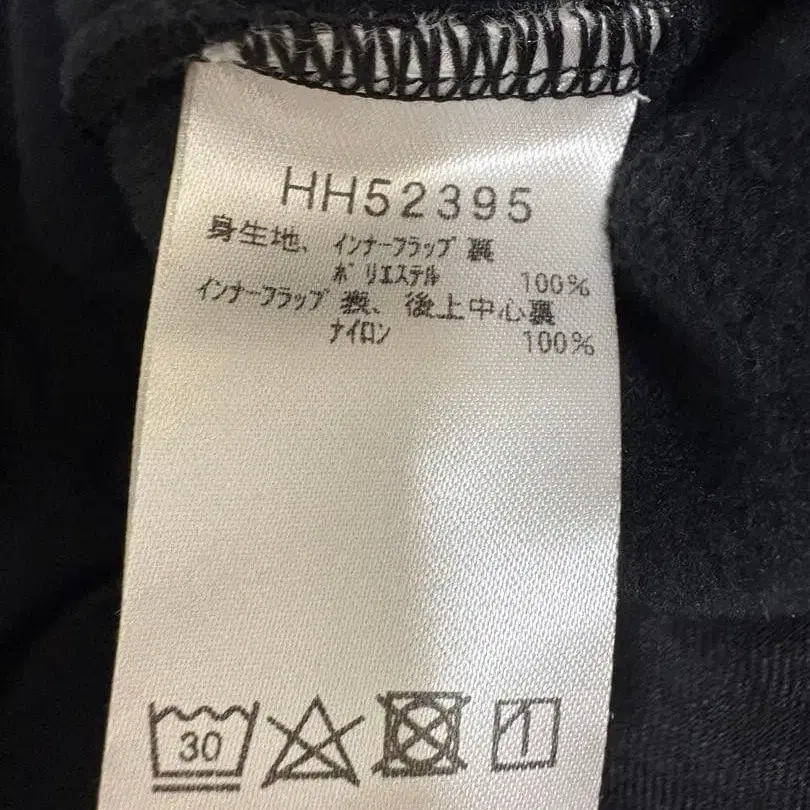 HH52395
身生地、インナーフラップ裏
ポリエステル 100%
インナーフラップ表、後上中心裏
ナイロン 100%
30